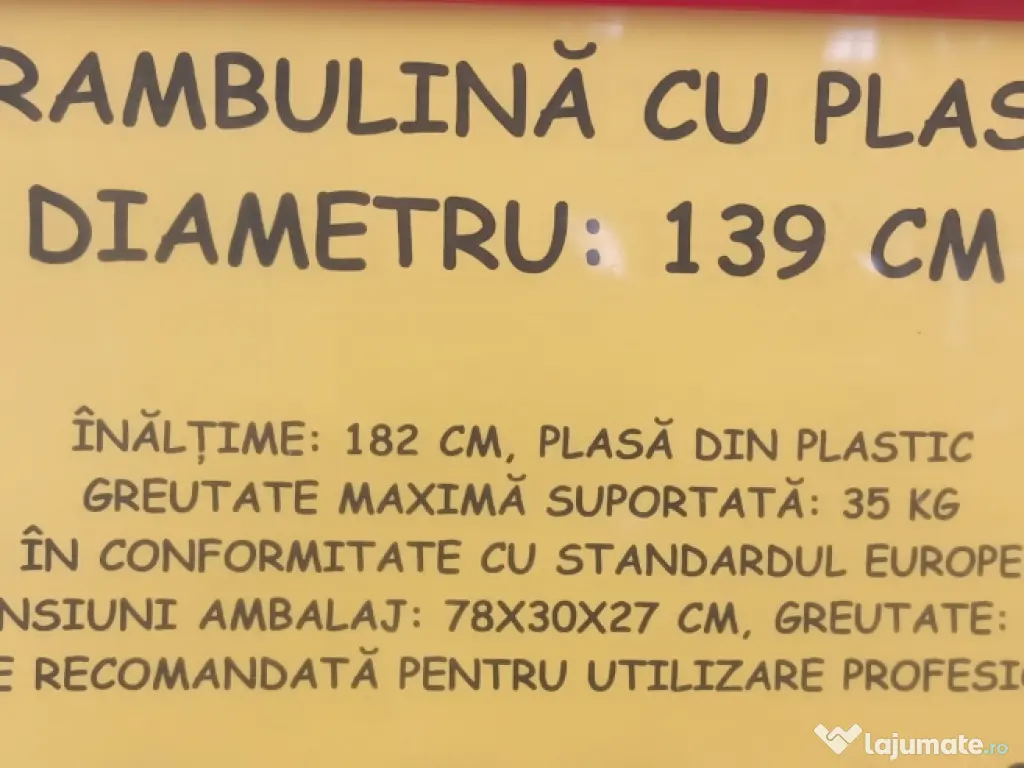 RAMBULINĂ CU PLAS
DIAMETRU: 139 CM
ÎNĂLȚIME: 182 CM, PLASĂ DIN PLASTIC
GREUTATE MAXIMĂ SUPORTATĂ: 35 KG
ÎN CONFORMITATE CU STANDARDUL EUROPE
NSIUNI AMBALAJ: 78X30X27 CM, GREUTATE:
E RECOMANDATĂ PENTRU UTILIZARE PROFESI
lajumate.ro